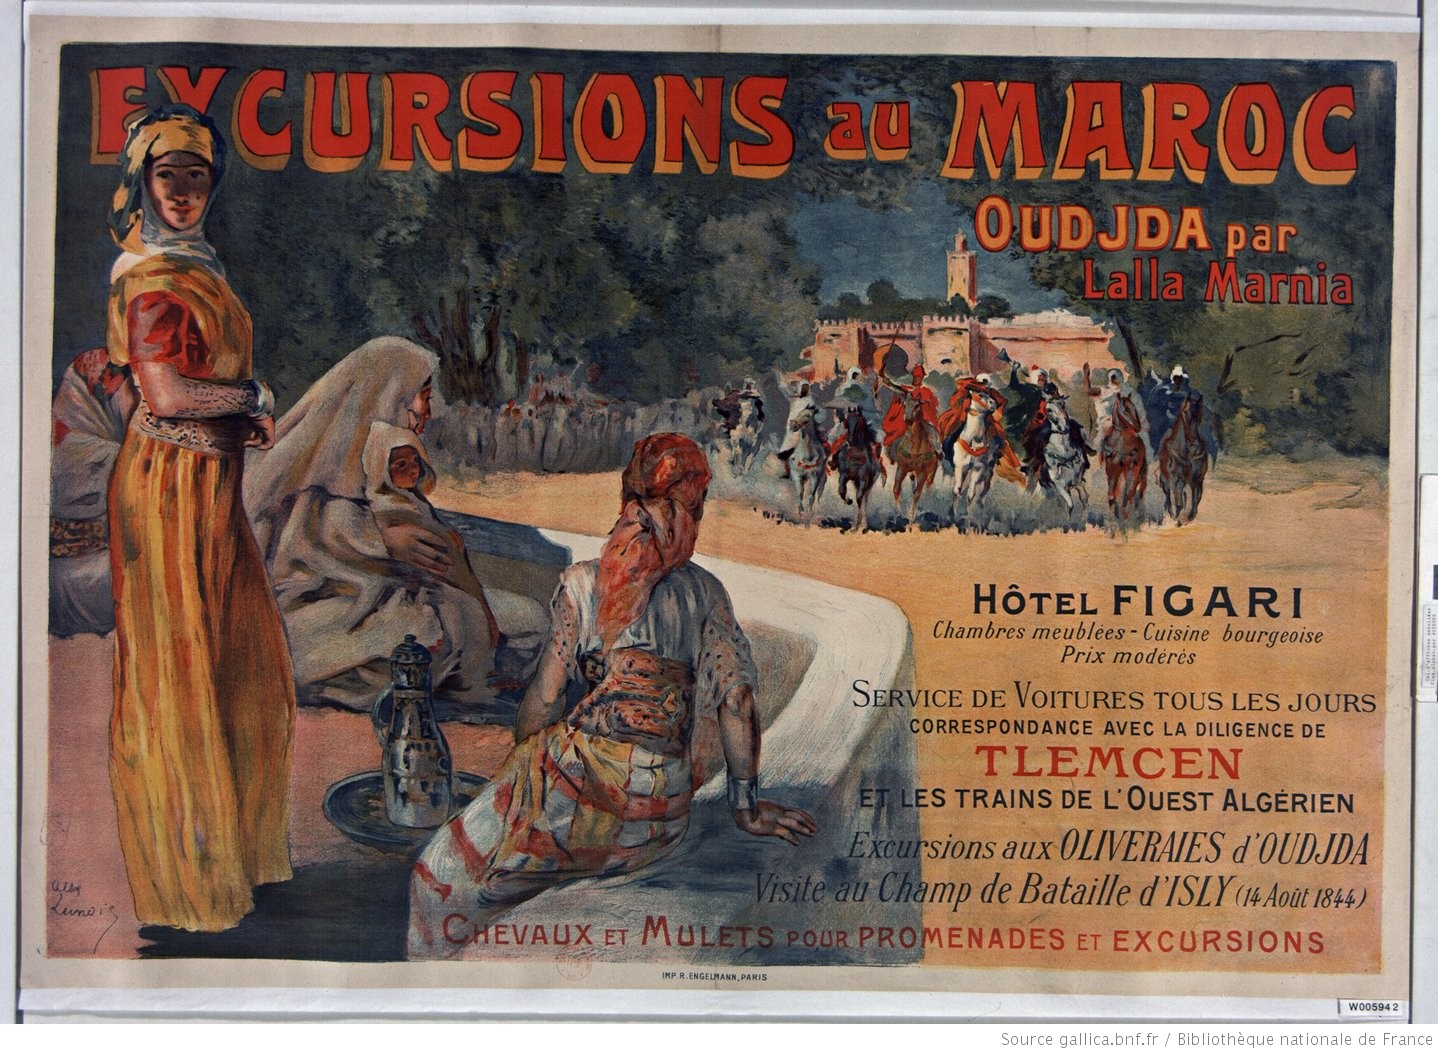 EXCURSIONS au MAROC
OUDJDA par
Lalla Marnia
HÔTEL FIGARI
Chambres meublées - Cuisine bourgeoise
Prix modérés
SERVICE DE VOITURES TOUS LES JOURS
CORRESPONDANCE AVEC LA DILIGENCE DE
TLEMCEN
ET LES TRAINS DE L'OUEST ALGÉRIEN
Excursions aux OLIVERAIES d'OUDJDA
Visite au Champ de Bataille d'ISLY (14 Août 1844)
CHEVAUX ET MULETS POUR PROMENADES ET EXCURSIONS
Alex
Lunois
IMP. R. ENGELMANN, PARIS
W005942
Source gallica.bnf.fr / Bibliothèque nationale de France